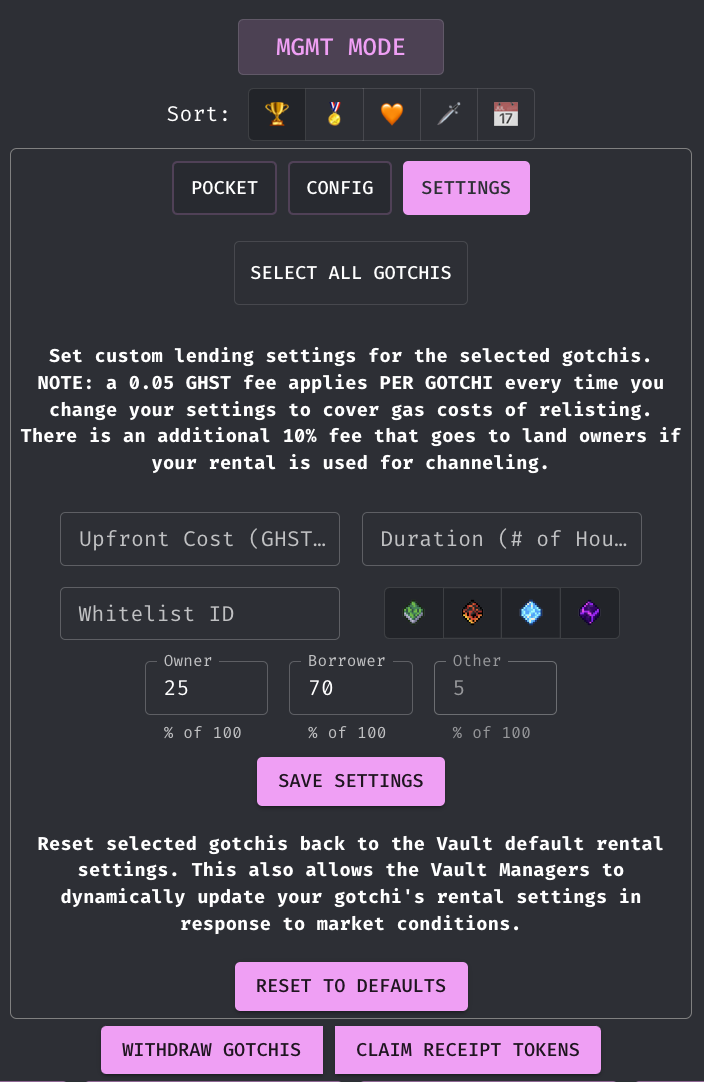 MGMT MODE
Sort:
17
POCKET
CONFIG
SETTINGS
SELECT ALL GOTCHIS
Set custom lending settings for the selected gotchis.
NOTE: a 0.05 GHST fee applies PER GOTCHI every time you
change your settings to cover gas costs of relisting.
There is an additional 10% fee that goes to land owners if
your rental is used for channeling.
Upfront Cost (GHST…
Duration (# of Hou…
Whitelist ID
Owner
25
% of 100
Borrower
70
% of 100
Other
5
% of 100
SAVE SETTINGS
Reset selected gotchis back to the Vault default rental
settings. This also allows the Vault Managers to
dynamically update your gotchi's rental settings in
response to market conditions.
RESET TO DEFAULTS
WITHDRAW GOTCHIS
CLAIM RECEIPT TOKENS